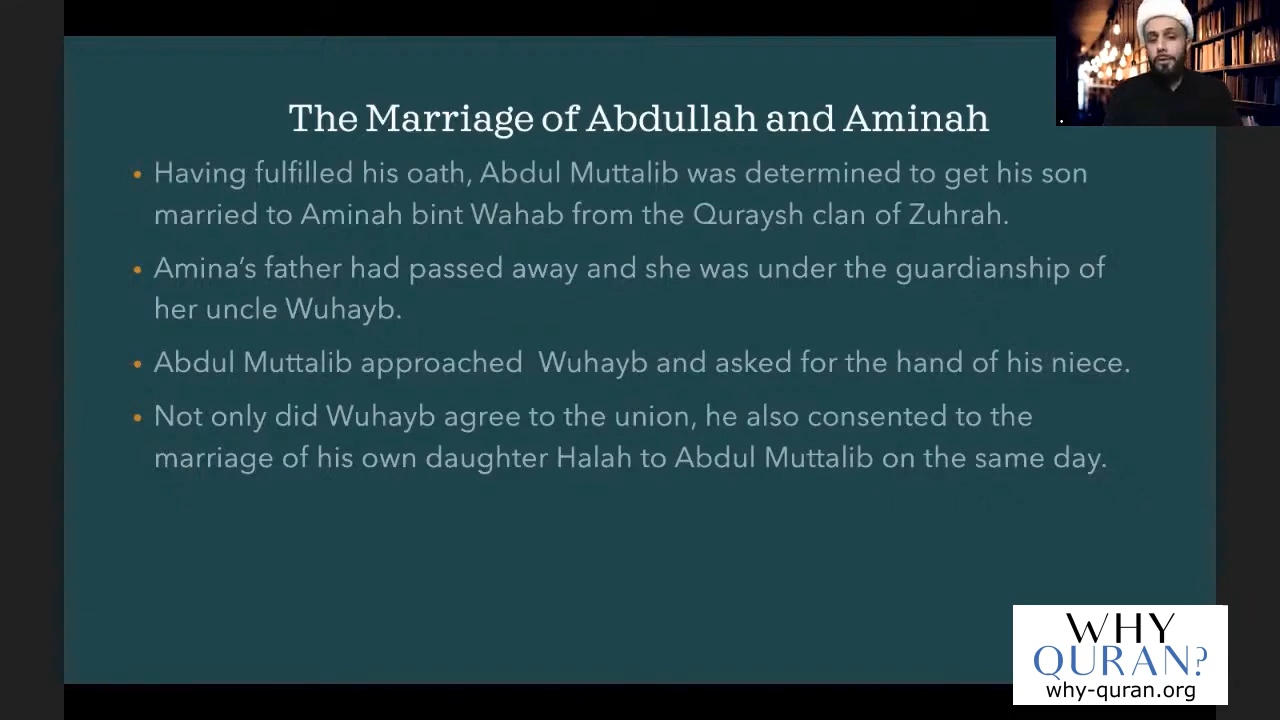 The Marriage of Abdullah and Aminah
• Having fulfilled his oath, Abdul Muttalib was determined to get his son
married to Aminah bint Wahab from the Quraysh clan of Zuhrah.
• Amina’s father had passed away and she was under the guardianship of
her uncle Wuhayb.
• Abdul Muttalib approached  Wuhayb and asked for the hand of his niece.
• Not only did Wuhayb agree to the union, he also consented to the
marriage of his own daughter Halah to Abdul Muttalib on the same day.
WHY
QURAN?
why-quran.org